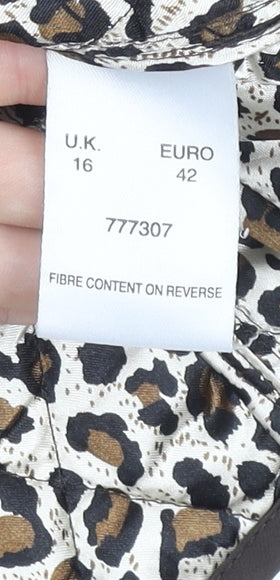 U.K. EURO
16 42
777307
FIBRE CONTENT ON REVERSE